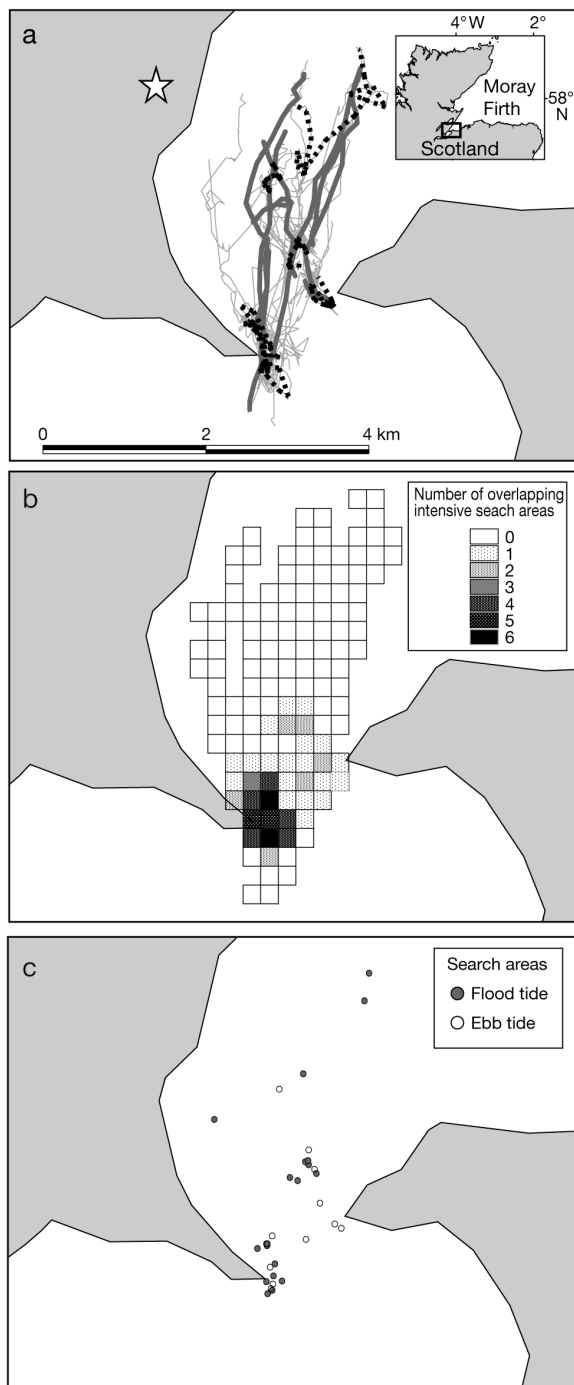 a
4° W 2°
Moray
Firth
58°
N
Scotland
0 2 4 km
b
Number of overlapping
intensive seach areas
0
1
2
3
4
5
6
c
Search areas
Flood tide
Ebb tide